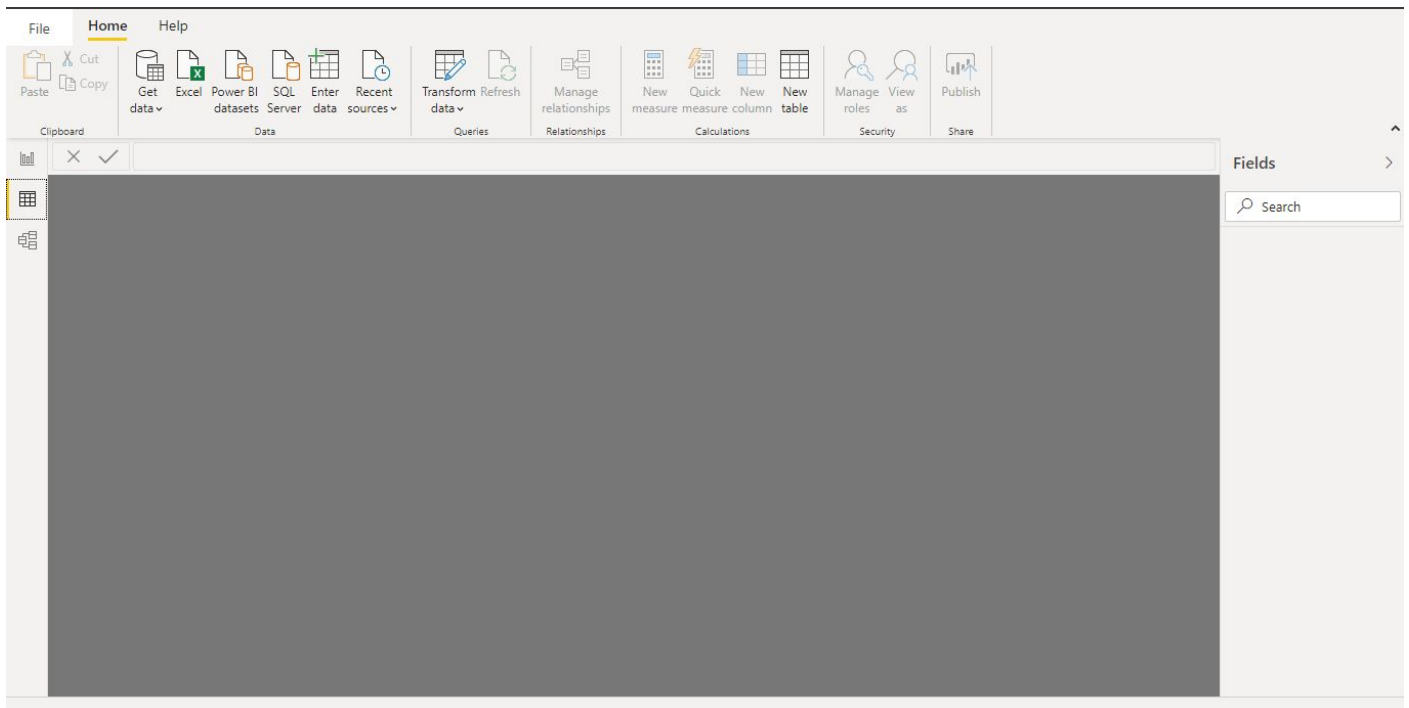 File Home Help
Cut
Copy
Paste
Get data
Excel
Power BI datasets
SQL Server
Enter data
Recent sources
Transform data
Refresh
Manage relationships
New measure
Quick measure
New column
New table
Manage roles
View as
Publish
Clipboard
Data
Queries
Relationships
Calculations
Security
Share
Fields
Search